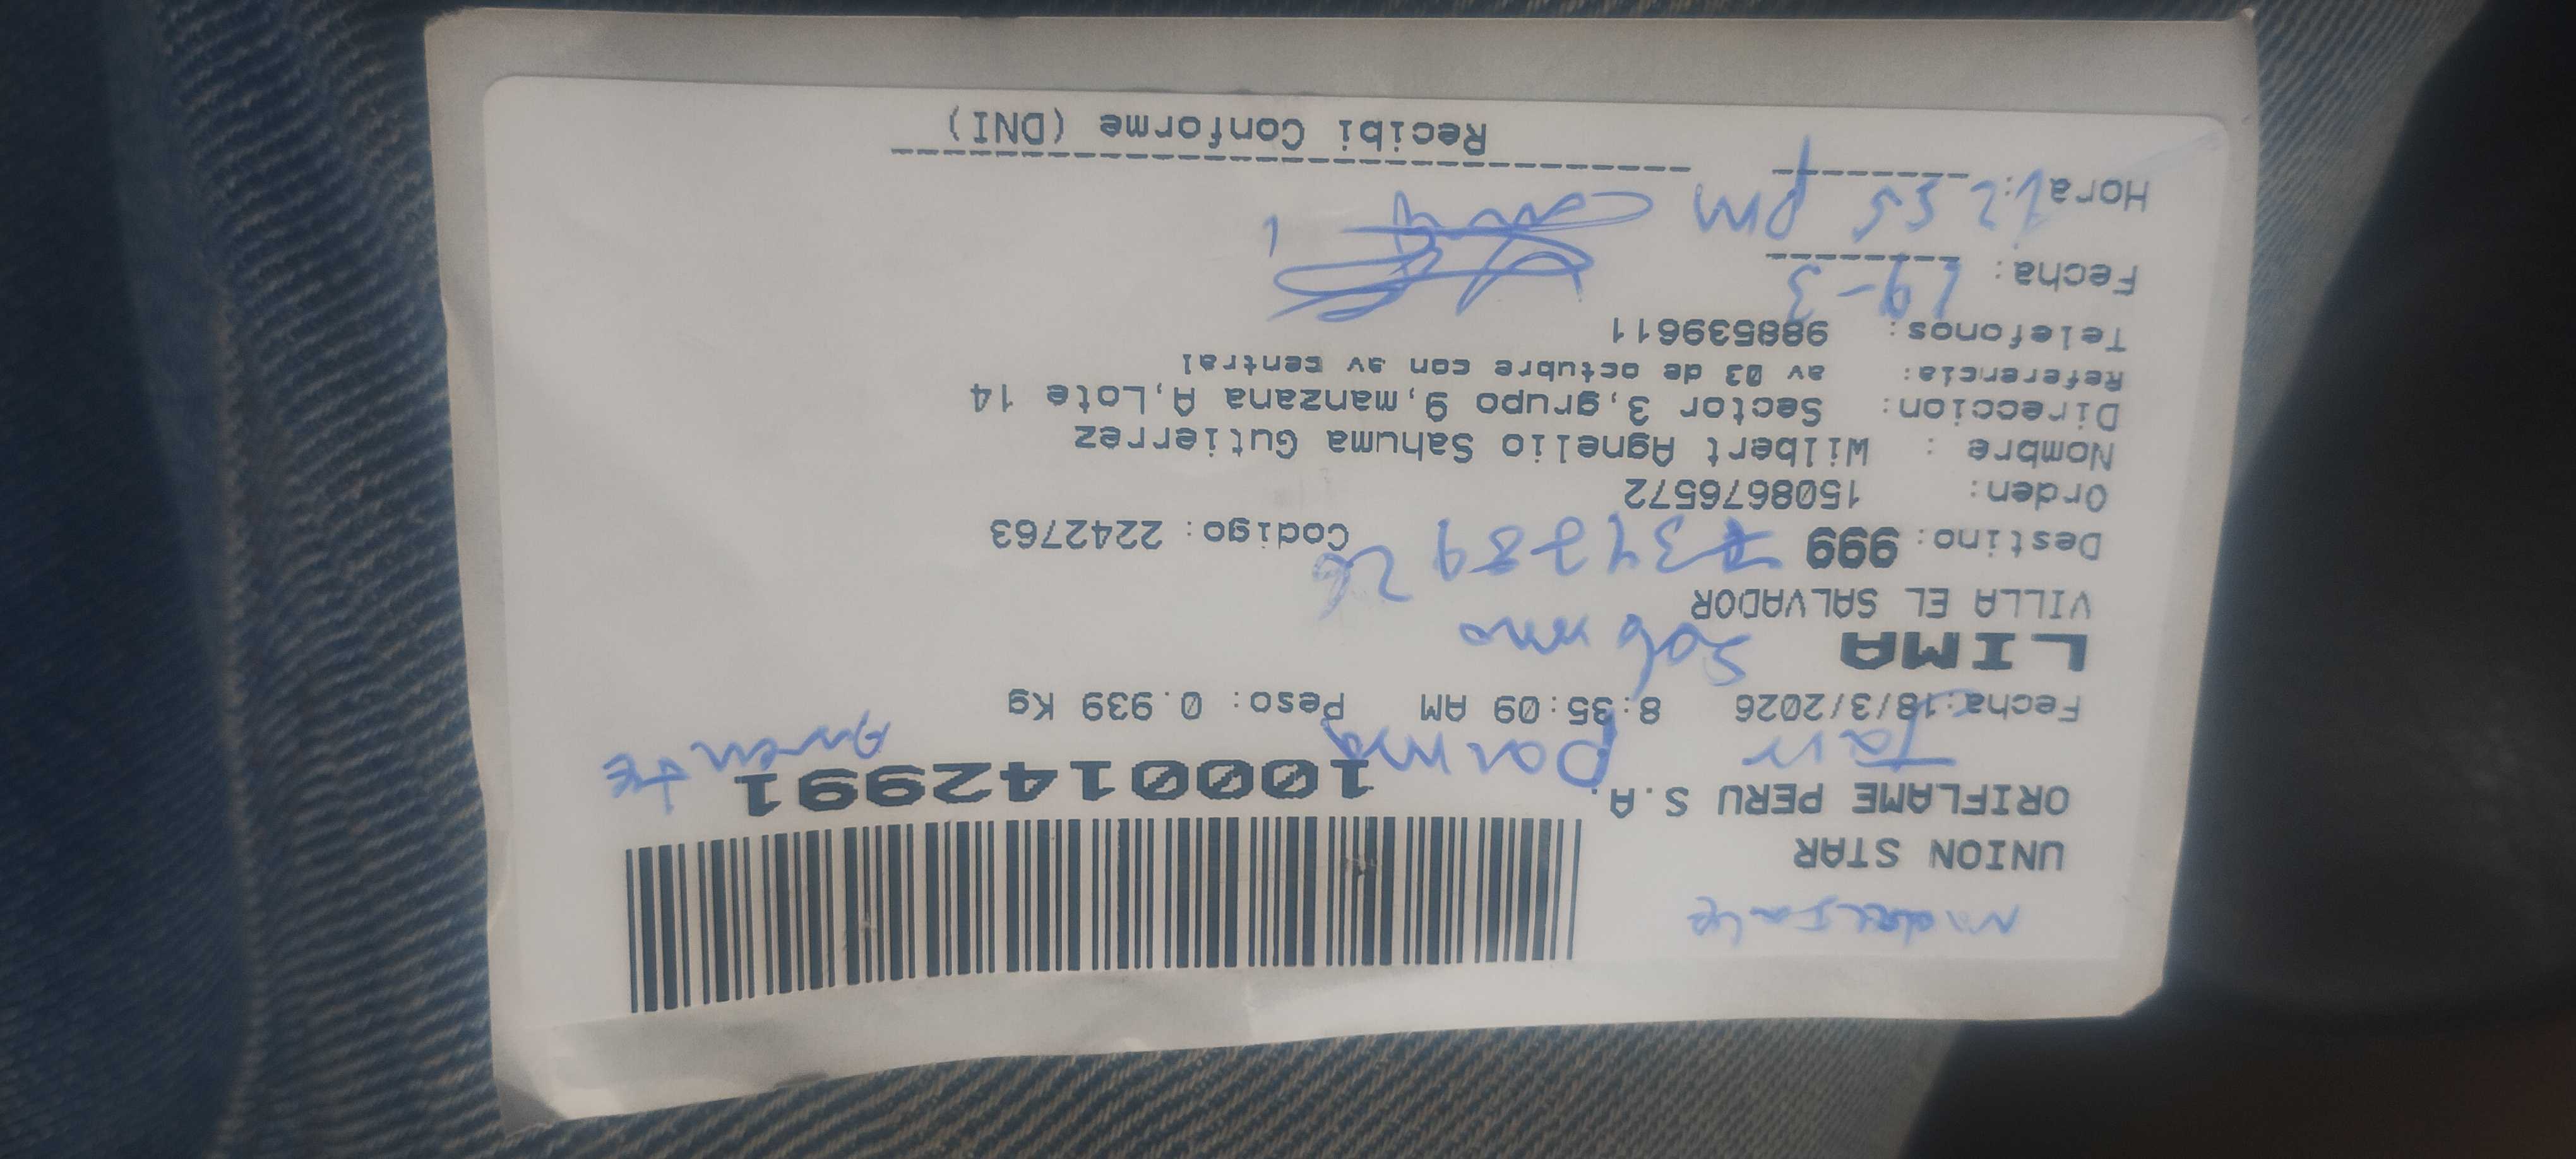 UNION STAR
ORIFLAME PERU S.A.
1000142991
Fecha:18/3/2026 8:35:09 AM Peso: 0.939 Kg
LIMA
VILLA EL SALVADOR
Destino: 999 Codigo: 2242763
Orden: 1508676572
Nombre : Wilbert Agnelio Sahuma Gutierrez
Direccion: Sector 3,grupo 9,manzana A,Lote 14
Referencia: av 03 de octubre con av central
Telefonos: 988539611
Fecha: 19-3
Hora: 12 55 pm
Recibi Conforme (DNI)